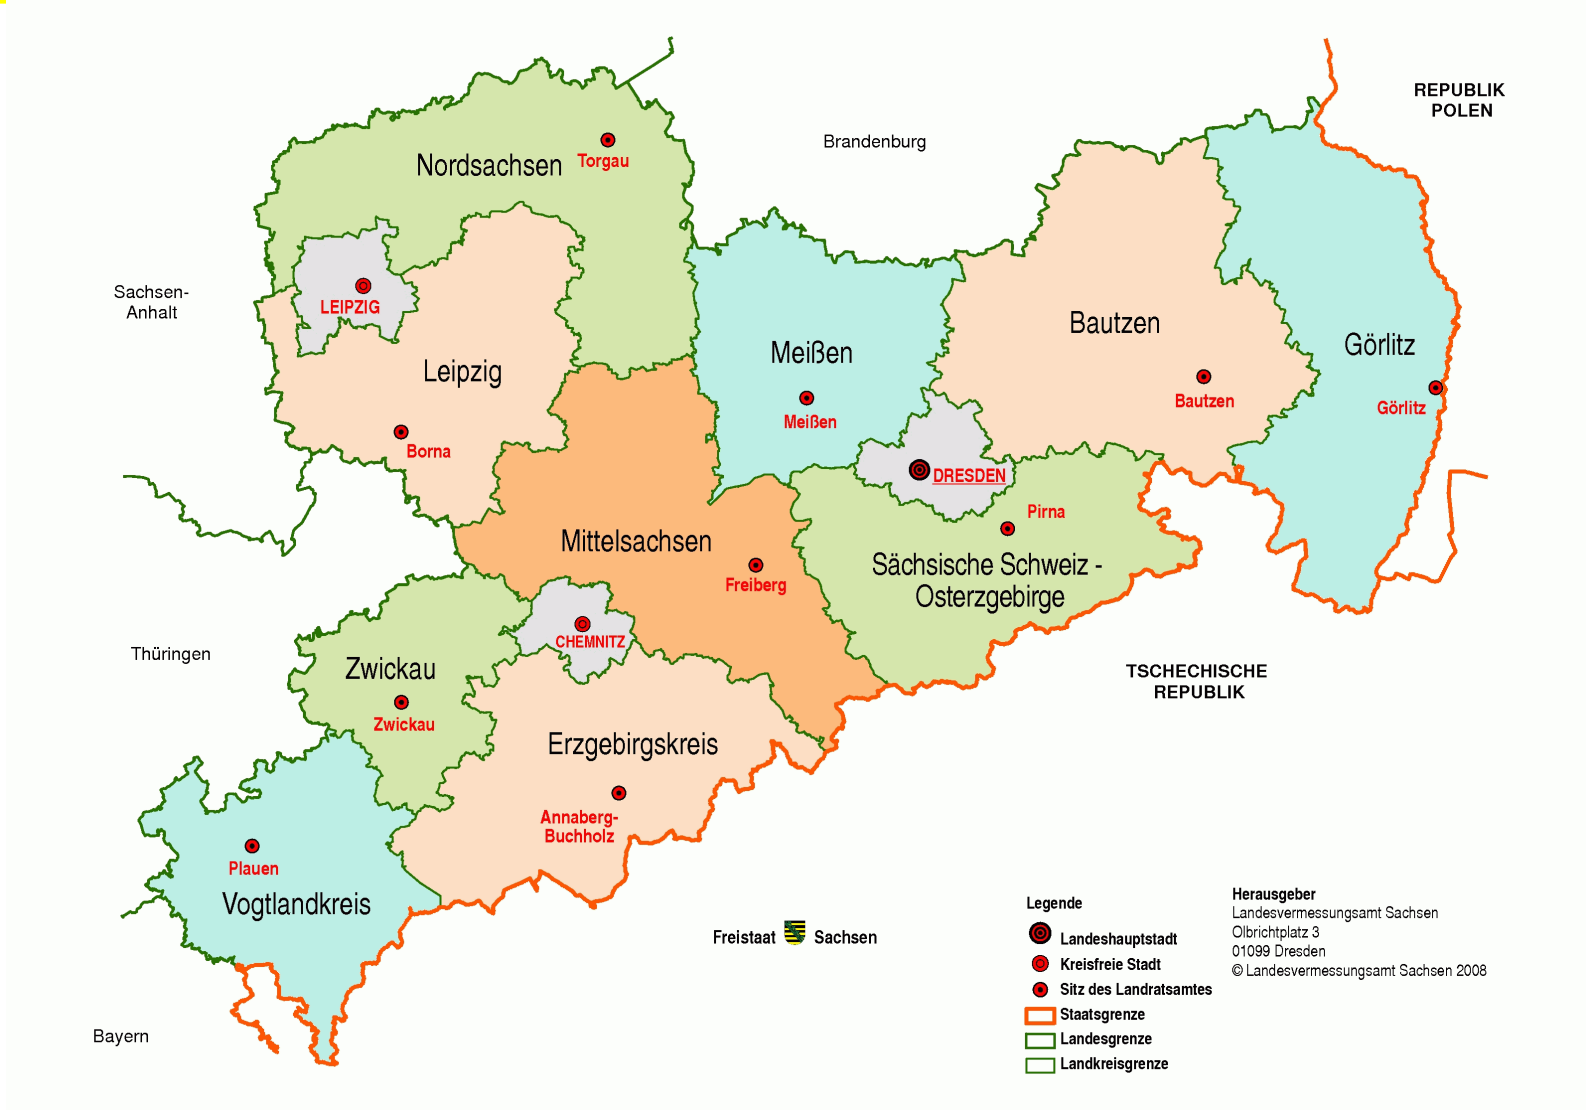 REPUBLIK
POLEN
Brandenburg
Nordsachsen
Torgau
Sachsen-
Anhalt
LEIPZIG
Leipzig
Borna
Meißen
Meißen
Bautzen
Bautzen
Görlitz
Görlitz
DRESDEN
Pirna
Sächsische Schweiz -
Osterzgebirge
Mittelsachsen
Freiberg
CHEMNITZ
Thüringen
Zwickau
Zwickau
TSCHECHISCHE
REPUBLIK
Erzgebirgskreis
Annaberg-
Buchholz
Plauen
Vogtlandkreis
Bayern
Freistaat Sachsen
Legende
Landeshauptstadt
Kreisfreie Stadt
Sitz des Landratsamtes
Staatsgrenze
Landesgrenze
Landkreisgrenze
Herausgeber
Landesvermessungsamt Sachsen
Olbrichtplatz 3
01099 Dresden
© Landesvermessungsamt Sachsen 2008